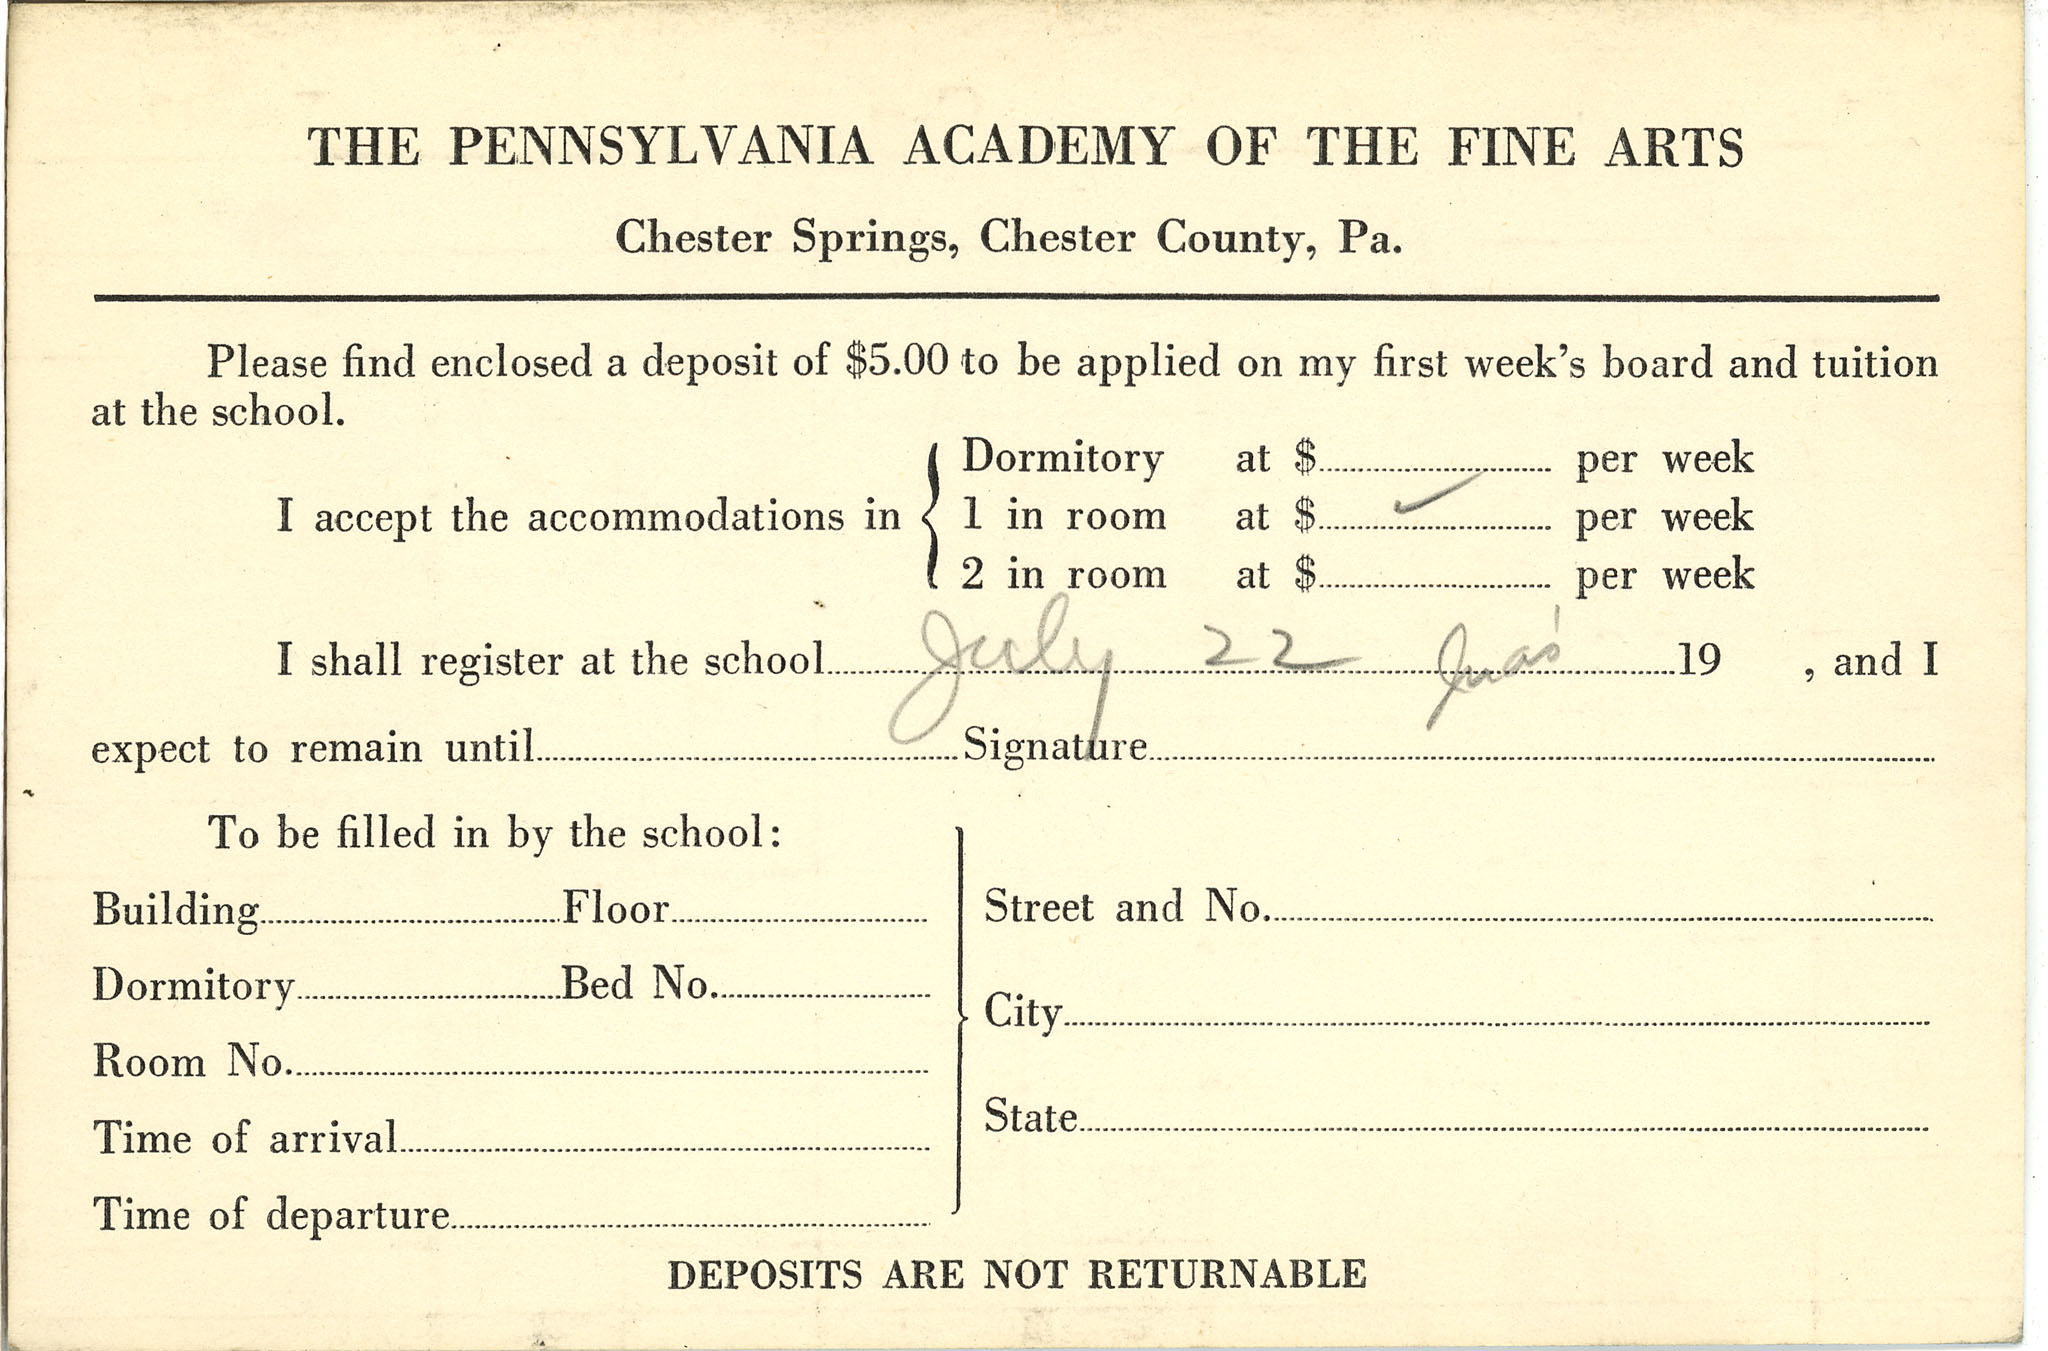 THE PENNSYLVANIA ACADEMY OF THE FINE ARTS
Chester Springs, Chester County, Pa.
Please find enclosed a deposit of $5.00 to be applied on my first week's board and tuition
at the school.
Dormitory at $ per week
I accept the accommodations in 1 in room at $ ✓ per week
2 in room at $ per week
I shall register at the school July 22 19 , and I
expect to remain until Signature
To be filled in by the school:
Building Floor
Dormitory Bed No.
Room No.
Time of arrival
Time of departure
Street and No.
City
State
DEPOSITS ARE NOT RETURNABLE